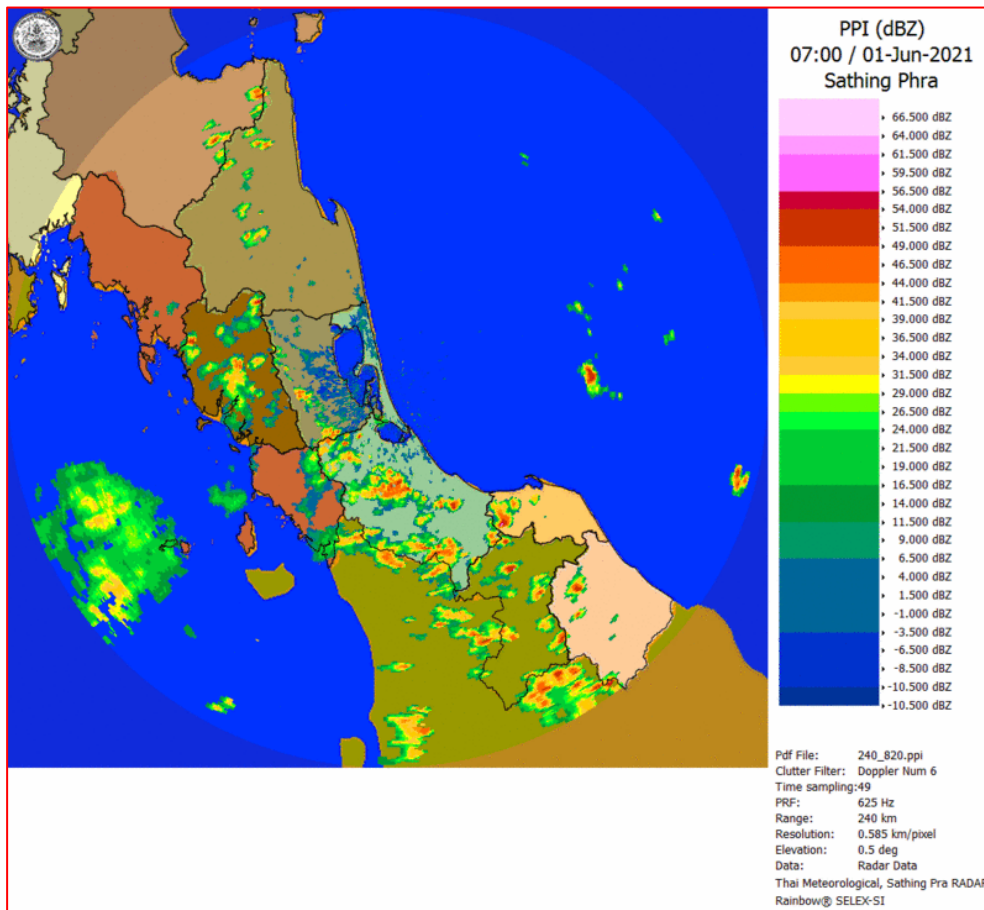 PPI (dBZ)
07:00 / 01-Jun-2021
Sathing Phra
66.500 dBZ
64.000 dBZ
61.500 dBZ
59.500 dBZ
56.500 dBZ
54.000 dBZ
51.500 dBZ
49.000 dBZ
46.500 dBZ
44.000 dBZ
41.500 dBZ
39.000 dBZ
36.500 dBZ
34.000 dBZ
31.500 dBZ
29.000 dBZ
26.500 dBZ
24.000 dBZ
21.500 dBZ
19.000 dBZ
16.500 dBZ
14.000 dBZ
11.500 dBZ
9.000 dBZ
6.500 dBZ
4.000 dBZ
1.500 dBZ
-1.000 dBZ
-3.500 dBZ
-6.500 dBZ
-8.500 dBZ
-10.500 dBZ
-10.500 dBZ
Pdf File: 240_820.ppi
Clutter Filter: Doppler Num 6
Time sampling:49
PRF: 625 Hz
Range: 240 km
Resolution: 0.585 km/pixel
Elevation: 0.5 deg
Data: Radar Data
Thai Meteorological, Sathing Pra RADAR
Rainbow® SELEX-SI